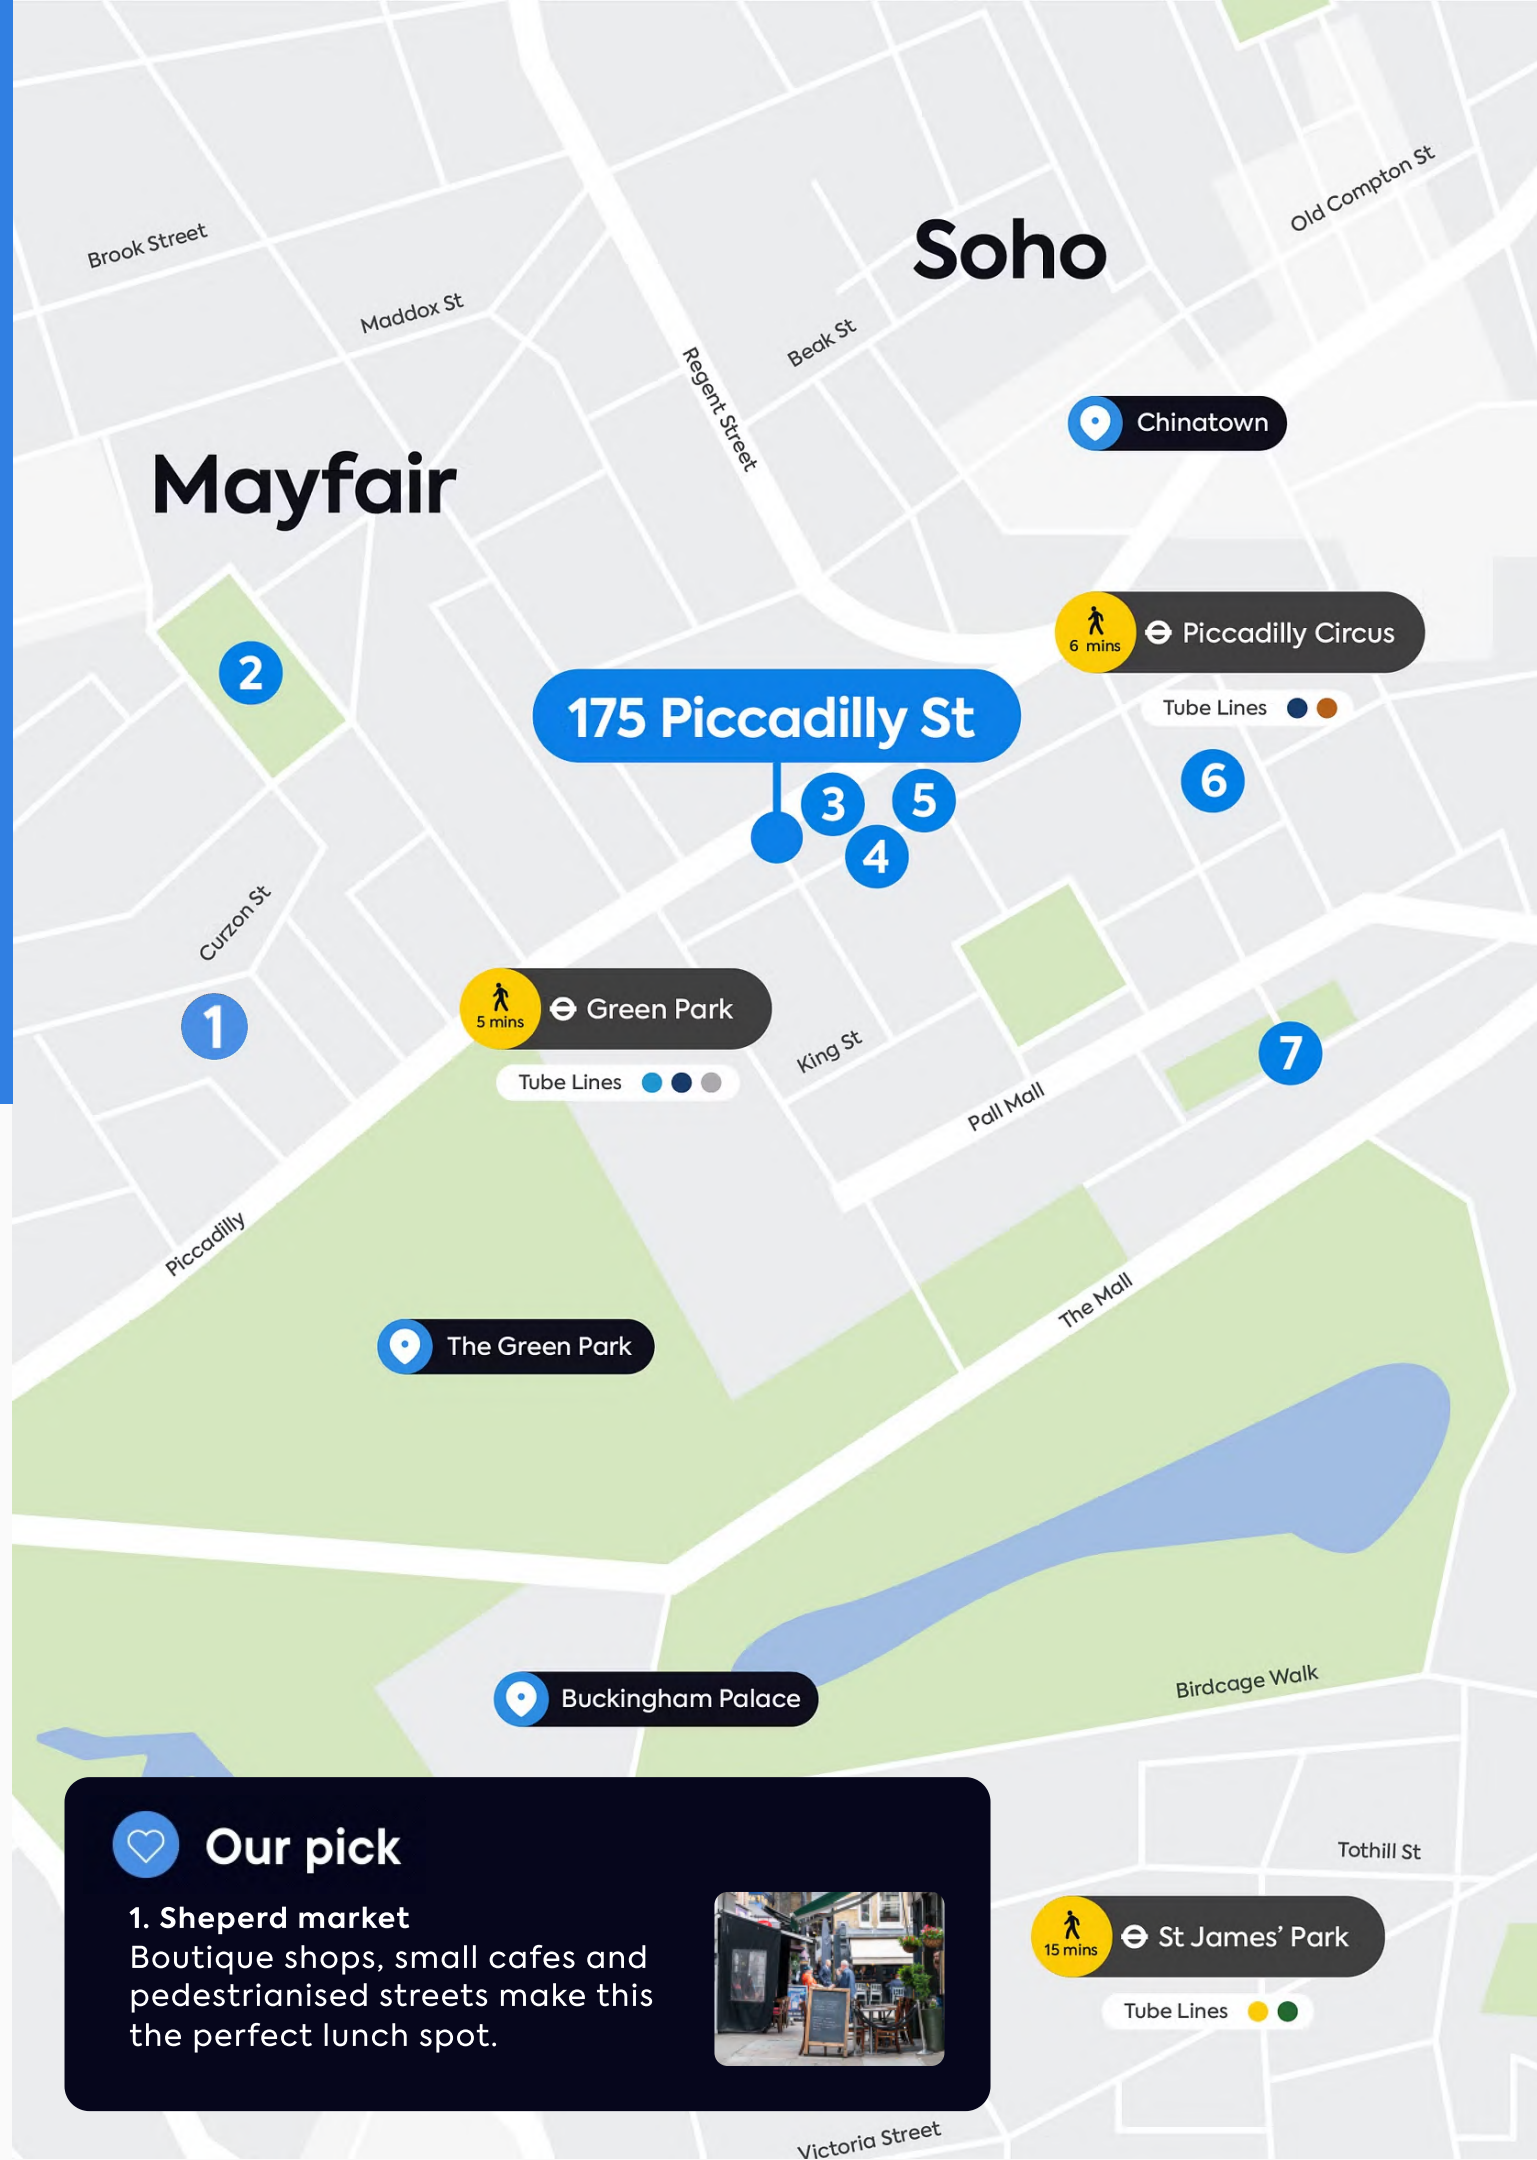 Soho
Old Compton St
Brook Street
Maddox St
Beak St
Regent Street
Chinatown
Mayfair
6 mins
Piccadilly Circus
Tube Lines
2
175 Piccadilly St
3
5
4
6
Curzon St
1
5 mins
Green Park
Tube Lines
King St
7
Pall Mall
Piccadilly
The Mall
The Green Park
Birdcage Walk
Buckingham Palace
Our pick
1. Sheperd market
Boutique shops, small cafes and
pedestrianised streets make this
the perfect lunch spot.
Tothill St
15 mins
St James’ Park
Tube Lines
Victoria Street